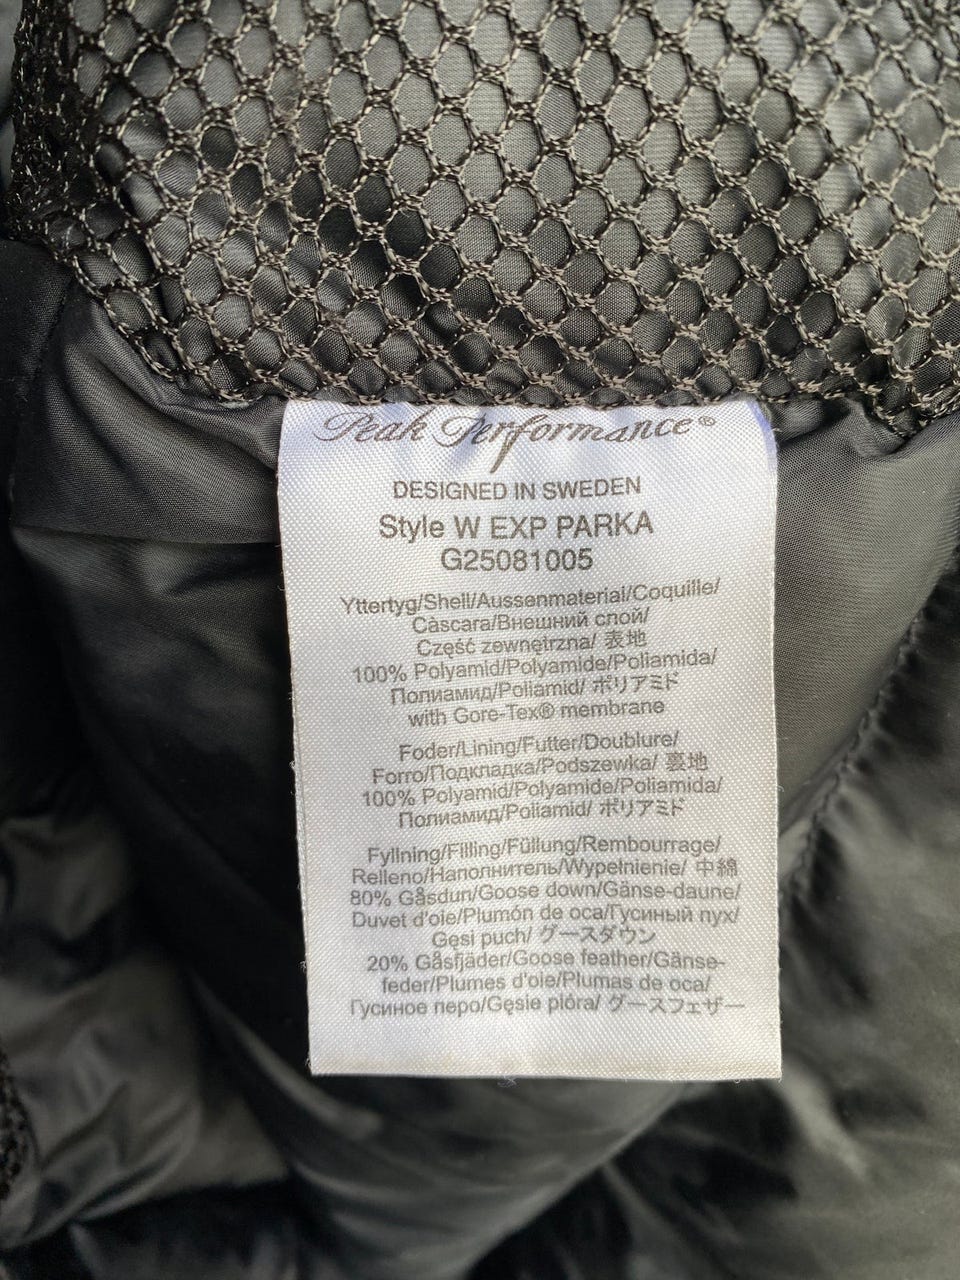 Peak Performance®
DESIGNED IN SWEDEN
Style W EXP PARKA
G25081005
Yttertyg/Shell/Aussenmaterial/Coquille/
Càscara/Внешний слой/
Część zewnętrzna/ 表地
100% Polyamid/Polyamide/Poliamida/
Полиамид/Poliamid/ ポリアミド
with Gore-Tex® membrane
Foder/Lining/Futter/Doublure/
Forro/Подкладка/Podszewka/ 裏地
100% Polyamid/Polyamide/Poliamida/
Полиамид/Poliamid/ ポリアミド
Fyllning/Filling/Füllung/Rembourrage/
Relleno/Наполнитель/Wypełnienie/ 中綿
80% Gåsdun/Goose down/Gänse-daune/
Duvet d'oie/Plumón de oca/Гусиный пух/
Gęsi puch/ グースダウン
20% Gåsfjäder/Goose feather/Gänse-
feder/Plumes d'oie/Plumas de oca/
Гусиное перо/Gęsie pióra/ グースフェザー